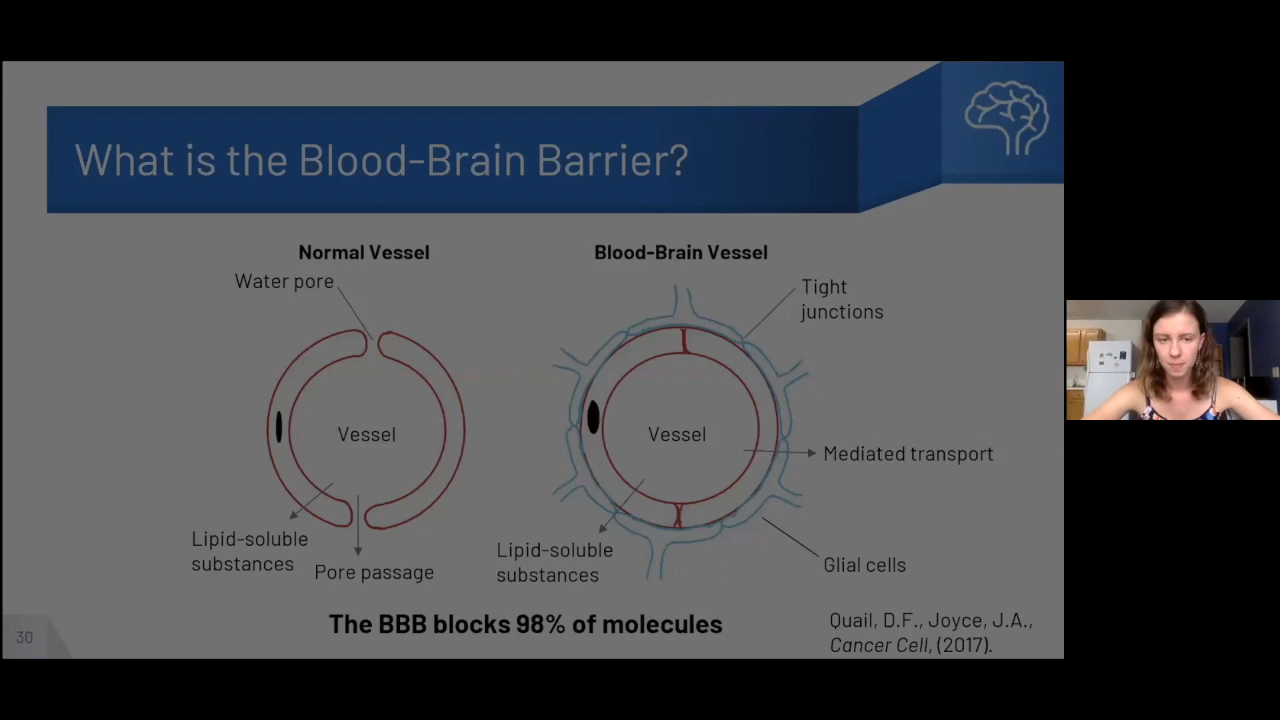 What is the Blood-Brain Barrier?
Normal Vessel
Water pore
Vessel
Lipid-soluble
substances
Pore passage
Blood-Brain Vessel
Tight
junctions
Vessel
Mediated transport
Lipid-soluble
substances
Glial cells
The BBB blocks 98% of molecules
Quail, D.F., Joyce, J.A.,
Cancer Cell, (2017).
30